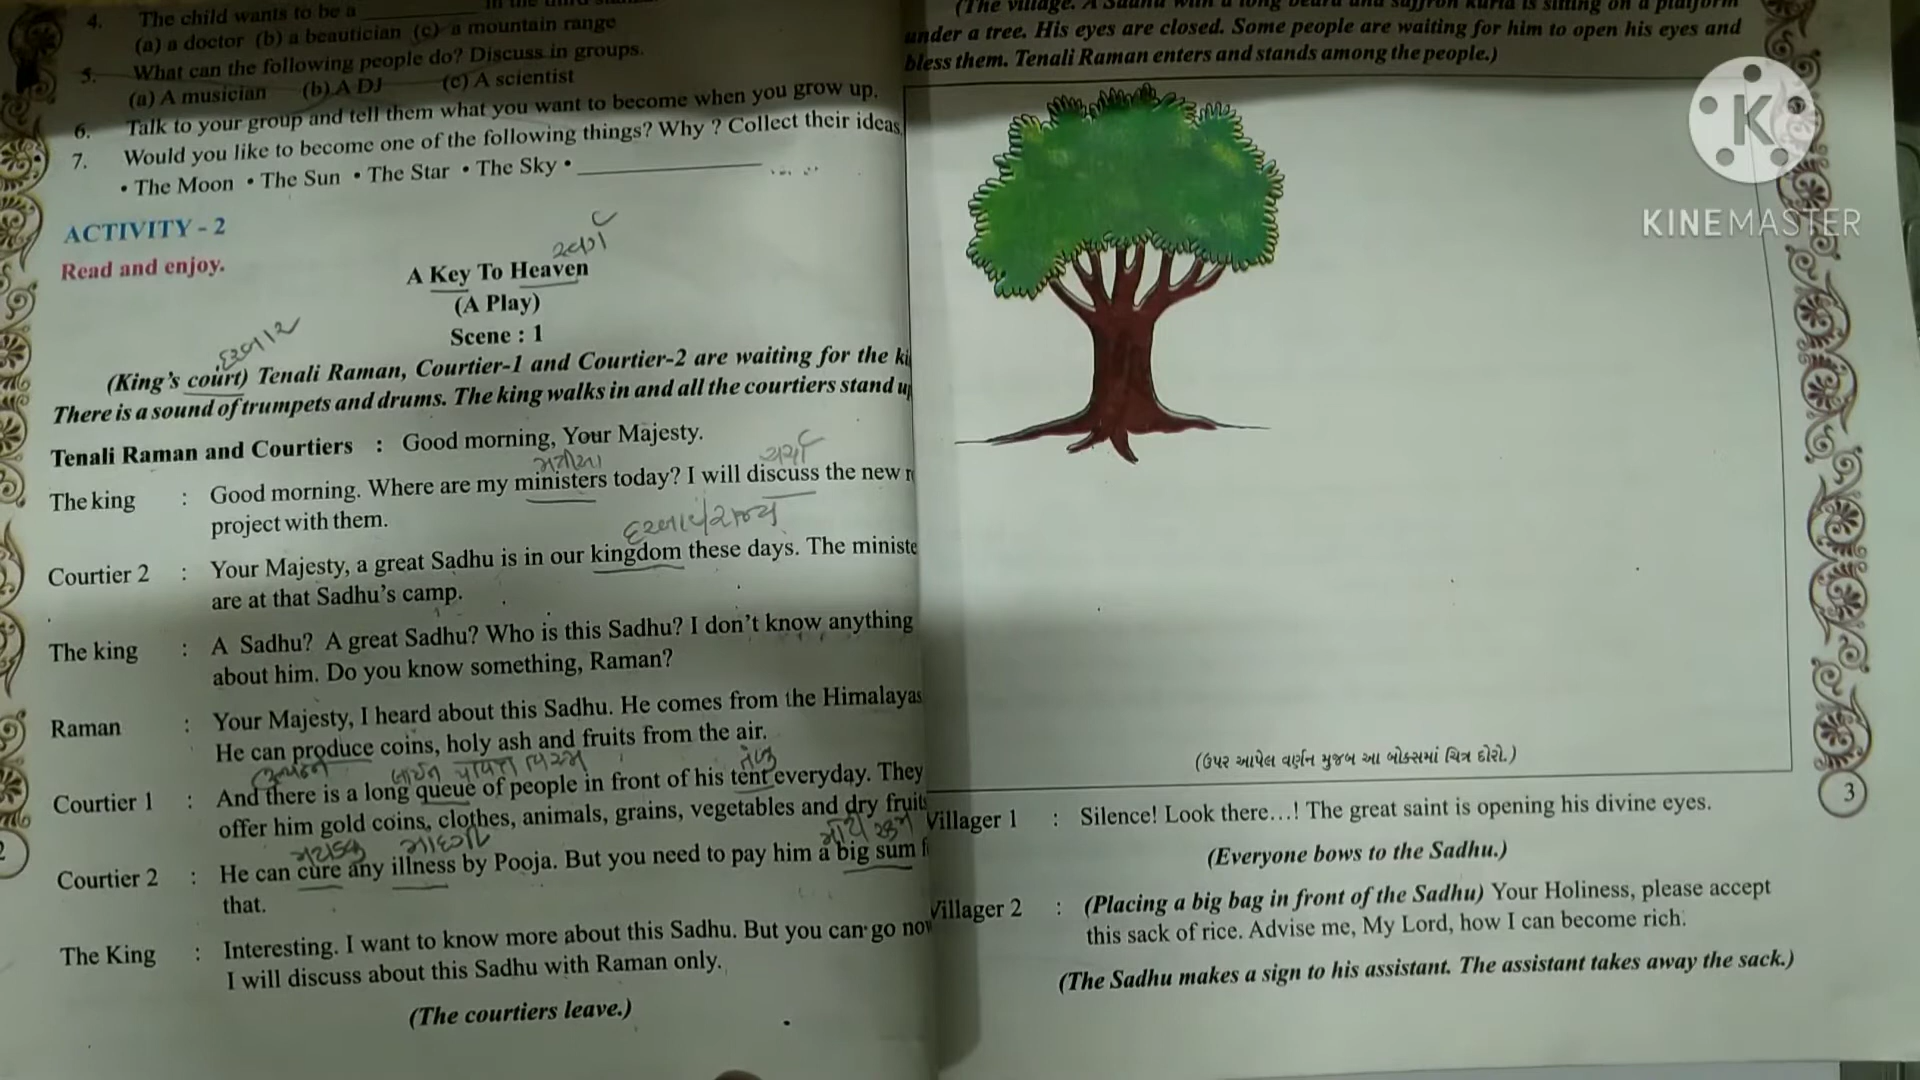 4. The child wants to be a ________ in the
(a) a doctor (b) a beautician (c) a mountain range
5. What can the following people do? Discuss in groups.
(a) A musician (b) A DJ (c) A scientist
6. Talk to your group and tell them what you want to become when you grow up.
7. Would you like to become one of the following things? Why ? Collect their ideas.
• The Moon • The Sun • The Star • The Sky • ________
ACTIVITY - 2
Read and enjoy.
સ્વર્ગ
A Key To Heaven
(A Play)
Scene : 1
દરબાર
(King's court) Tenali Raman, Courtier-1 and Courtier-2 are waiting for the
There is a sound of trumpets and drums. The king walks in and all the courtiers stand
Tenali Raman and Courtiers : Good morning, Your Majesty.
ચર્ચા
The king : Good morning. Where are my ministers today? I will discuss the new
project with them.
Courtier 2 : Your Majesty, a great Sadhu is in our kingdom these days. The
are at that Sadhu's camp.
The king : A Sadhu? A great Sadhu? Who is this Sadhu? I don't know anything
about him. Do you know something, Raman?
Raman : Your Majesty, I heard about this Sadhu. He comes from the Himalayas
He can produce coins, holy ash and fruits from the air.
Courtier 1 : And there is a long queue of people in front of his tent everyday. They
offer him gold coins, clothes, animals, grains, vegetables and dry
Courtier 2 : He can cure any illness by Pooja. But you need to pay him a big sum
that.
The King : Interesting. I want to know more about this Sadhu. But you can go
I will discuss about this Sadhu with Raman only.
(The courtiers leave.)
(The village. A Sadhu with a long beard and saffron kurta is sitting on a platform
under a tree. His eyes are closed. Some people are waiting for him to open his eyes and
bless them. Tenali Raman enters and stands among the people.)
K
KINEMASTER
(ઉપર આપેલ વર્ણન મુજબ આ બોક્સમાં ચિત્ર દોરો.)
3
Villager 1 : Silence! Look there...! The great saint is opening his divine eyes.
(Everyone bows to the Sadhu.)
Villager 2 : (Placing a big bag in front of the Sadhu) Your Holiness, please accept
this sack of rice. Advise me, My Lord, how I can become rich.
(The Sadhu makes a sign to his assistant. The assistant takes away the sack.)